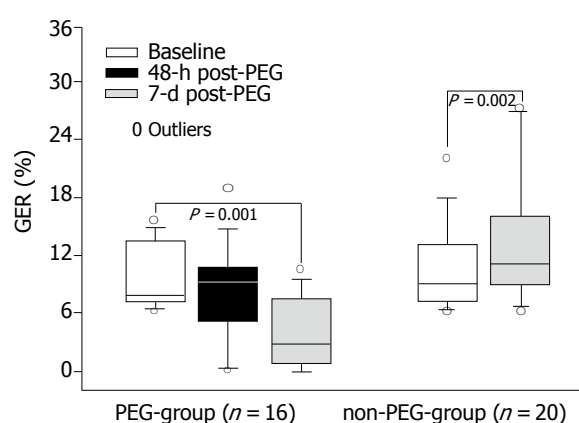 36
30
24
18
12
6
0
GER (%)
Baseline
48-h post-PEG
7-d post-PEG
0 Outliers
P = 0.001
P = 0.002
PEG-group (n = 16)
non-PEG-group (n = 20)